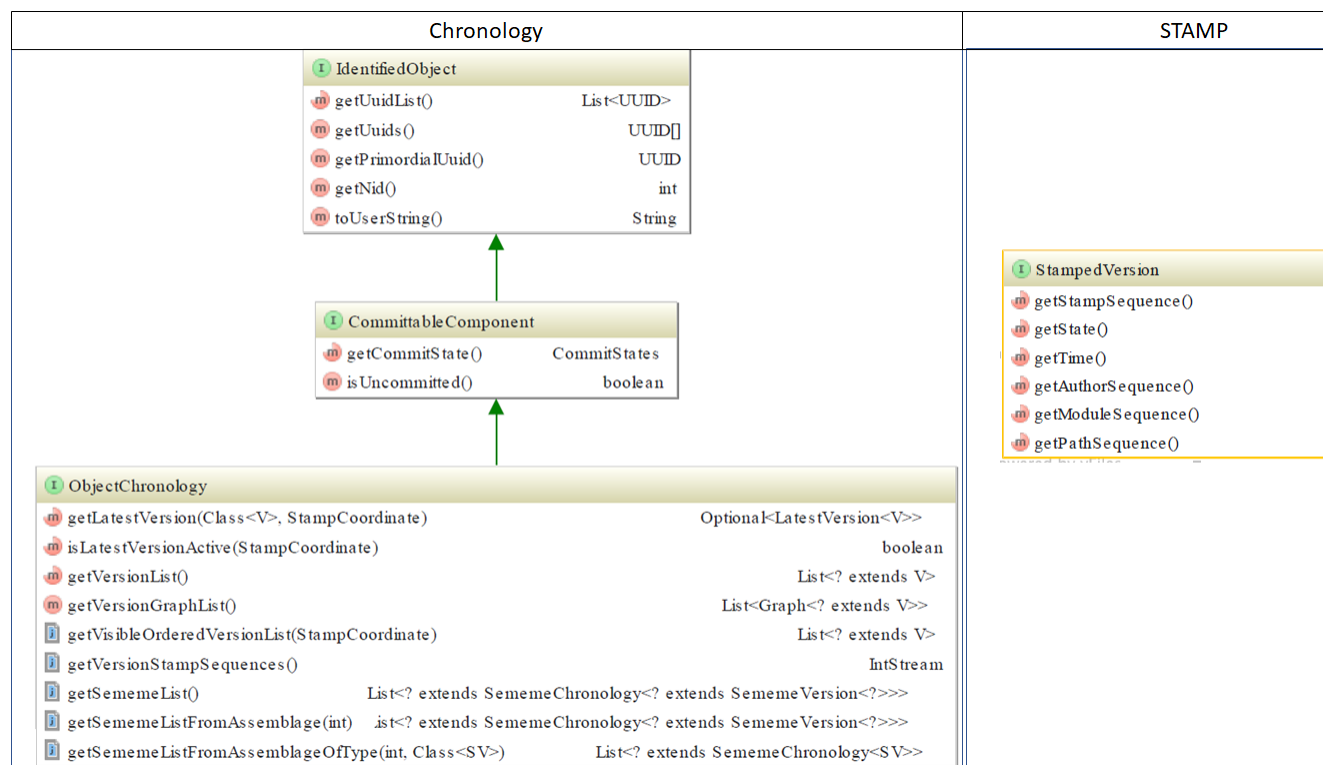 Chronology
STAMP
I IdentifiedObject
m getUuidList() List<UUID>
m getUuids() UUID[]
m getPrimordialUuid() UUID
m getNid() int
m toUserString() String
I CommittableComponent
m getCommitState() CommitStates
m isUncommitted() boolean
I ObjectChronology
m getLatestVersion(Class<V>, StampCoordinate) Optional<LatestVersion<V>>
m isLatestVersionActive(StampCoordinate) boolean
m getVersionList() List<? extends V>
m getVersionGraphList() List<Graph<? extends V>>
getVisibleOrderedVersionList(StampCoordinate) List<? extends V>
getVersionStampSequences() IntStream
getSememeList() List<? extends SememeChronology<? extends SememeVersion<?>>>
getSememeListFromAssemblage(int) ist<? extends SememeChronology<? extends SememeVersion<?>>>
getSememeListFromAssemblageOfType(int, Class<SV>) List<? extends SememeChronology<SV>>
I StampedVersion
m getStampSequence()
m getState()
m getTime()
m getAuthorSequence()
m getModuleSequence()
m getPathSequence()